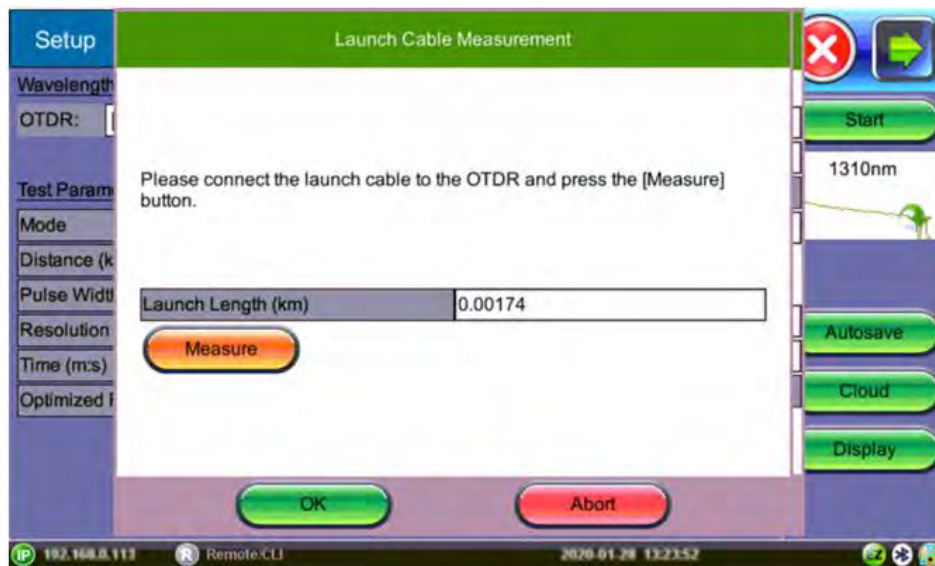 Setup
Launch Cable Measurement
Wavelength
OTDR:
Start
1310nm
Test Param
Please connect the launch cable to the OTDR and press the [Measure]
button.
Mode
Distance (k
Pulse Widt
Launch Length (km)
0.00174
Resolution
Measure
Autosave
Time (m:s)
Cloud
Optimized
Display
OK
Abort
IP
192.168.0.113
R
Remote/CLI
2020-01-28 13:23:52
EZ